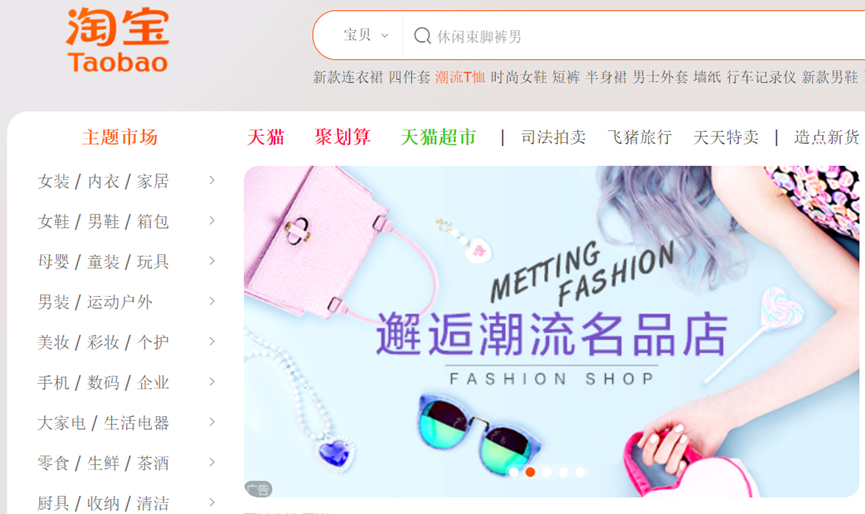 淘宝
Taobao
宝贝 休闲束脚裤男
新款连衣裙 四件套 潮流T恤 时尚女鞋 短裤 半身裙 男士外套 墙纸 行车记录仪 新款男鞋
主题市场
天猫 聚划算 天猫超市 | 司法拍卖 飞猪旅行 天天特卖 | 造点新货
女装 / 内衣 / 家居
女鞋 / 男鞋 / 箱包
母婴 / 童装 / 玩具
男装 / 运动户外
美妆 / 彩妆 / 个护
手机 / 数码 / 企业
大家电 / 生活电器
零食 / 生鲜 / 茶酒
厨具 / 收纳 / 清洁
METTING
FASHION
邂逅潮流名品店
FASHION SHOP
广告